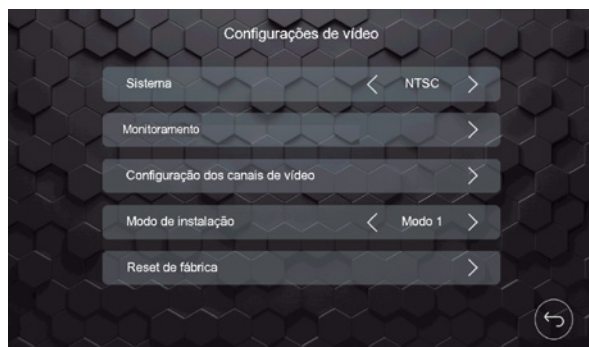 Configurações de vídeo
Sistema NTSC
Monitoramento
Configuração dos canais de vídeo
Modo de instalação Modo 1
Reset de fábrica